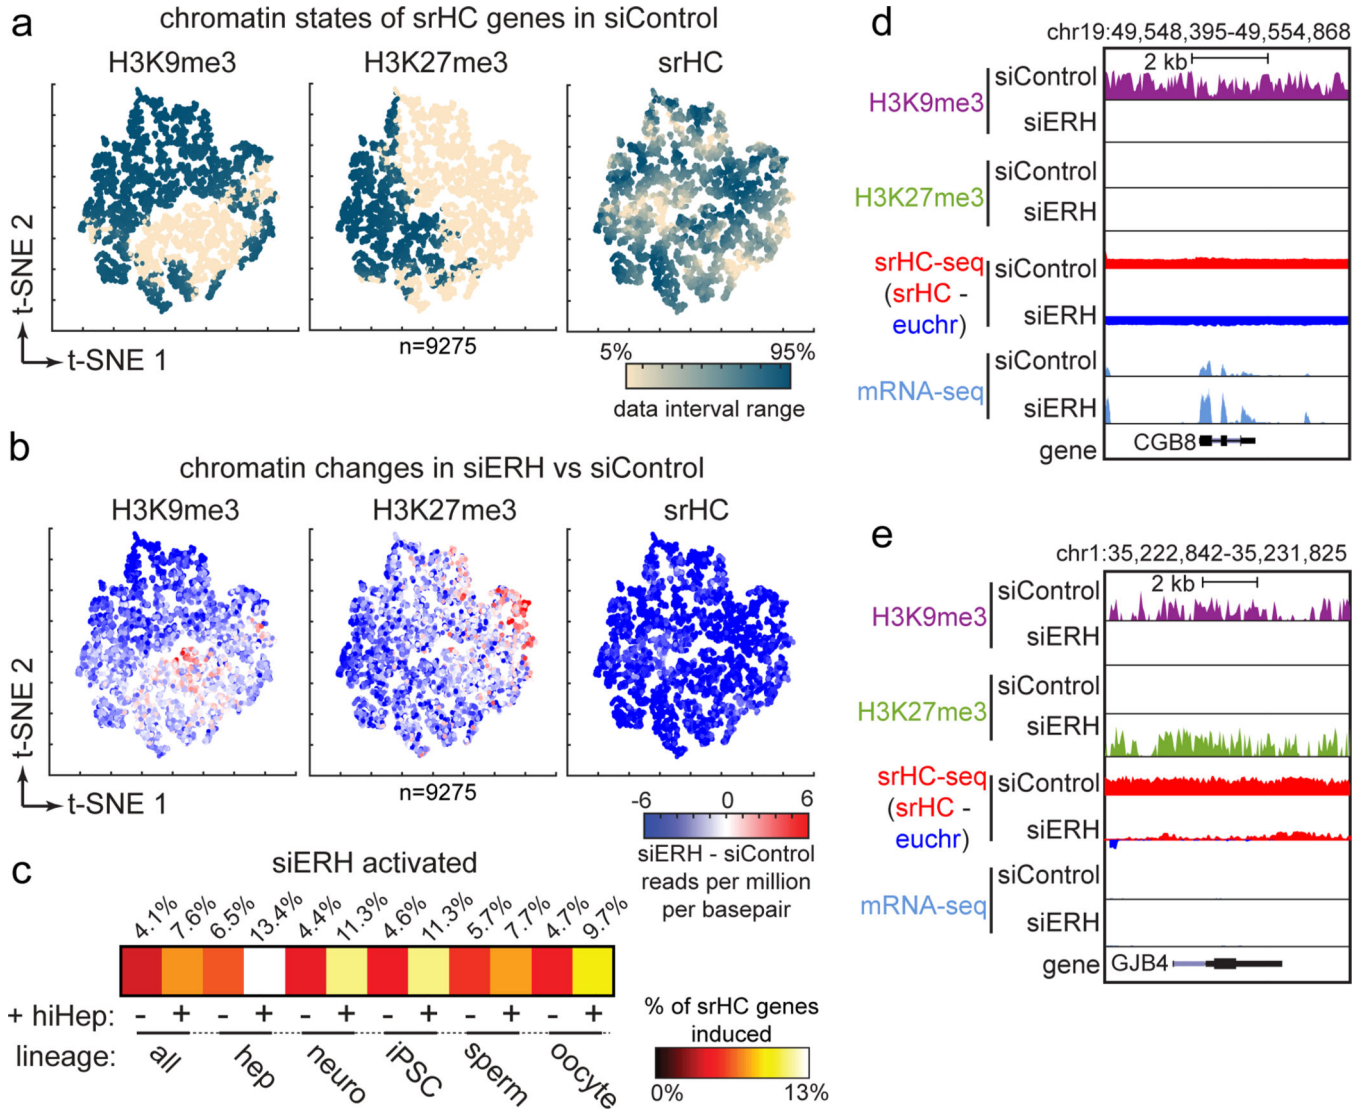 a
chromatin states of srHC genes in siControl
H3K9me3
H3K27me3
srHC
t-SNE 2
t-SNE 1
n=9275
5%
95%
data interval range
b
chromatin changes in siERH vs siControl
H3K9me3
H3K27me3
srHC
t-SNE 2
t-SNE 1
n=9275
-6
0
6
siERH - siControl
reads per million
per basepair
c
siERH activated
4.1%
7.6%
6.5%
13.4%
4.4%
11.3%
4.6%
11.3%
5.7%
7.7%
4.7%
9.7%
+ hiHep: - + - + - + - + - + - +
lineage: all hep neuro iPSC sperm oocyte
% of srHC genes
induced
0%
13%
d
chr19:49,548,395-49,554,868
2 kb
H3K9me3
siControl
siERH
H3K27me3
siControl
siERH
srHC-seq
(srHC -
euchr)
siControl
siERH
mRNA-seq
siControl
siERH
gene
CGB8
e
chr1:35,222,842-35,231,825
2 kb
H3K9me3
siControl
siERH
H3K27me3
siControl
siERH
srHC-seq
(srHC -
euchr)
siControl
siERH
mRNA-seq
siControl
siERH
gene
GJB4